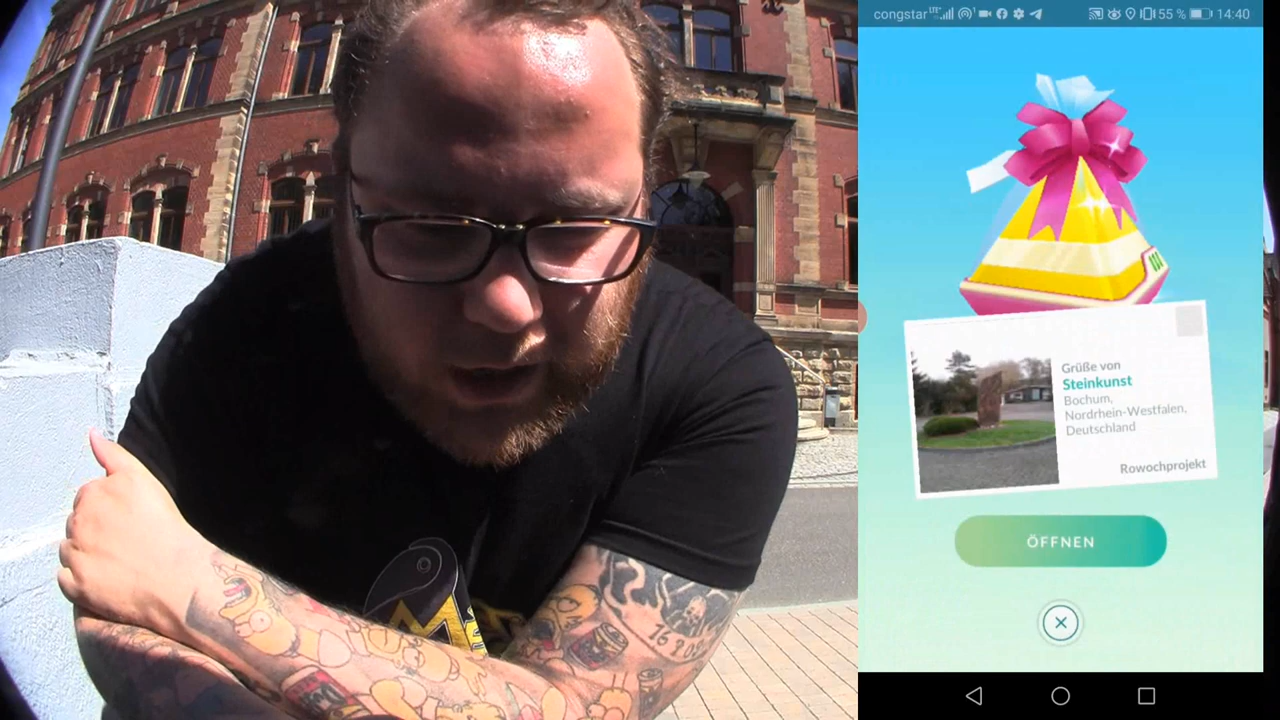 congstar 55 % 14:40
Grüße von
Steinkunst
Bochum,
Nordrhein-Westfalen,
Deutschland
Rowochprojekt
ÖFFNEN